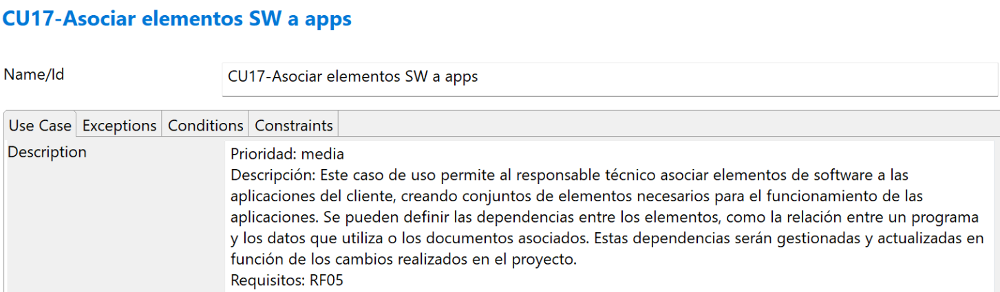 CU17-Asociar elementos SW a apps
Name/Id
CU17-Asociar elementos SW a apps
Use Case Exceptions Conditions Constraints
Description
Prioridad: media
Descripción: Este caso de uso permite al responsable técnico asociar elementos de software a las
aplicaciones del cliente, creando conjuntos de elementos necesarios para el funcionamiento de las
aplicaciones. Se pueden definir las dependencias entre los elementos, como la relación entre un programa
y los datos que utiliza o los documentos asociados. Estas dependencias serán gestionadas y actualizadas en
función de los cambios realizados en el proyecto.
Requisitos: RF05